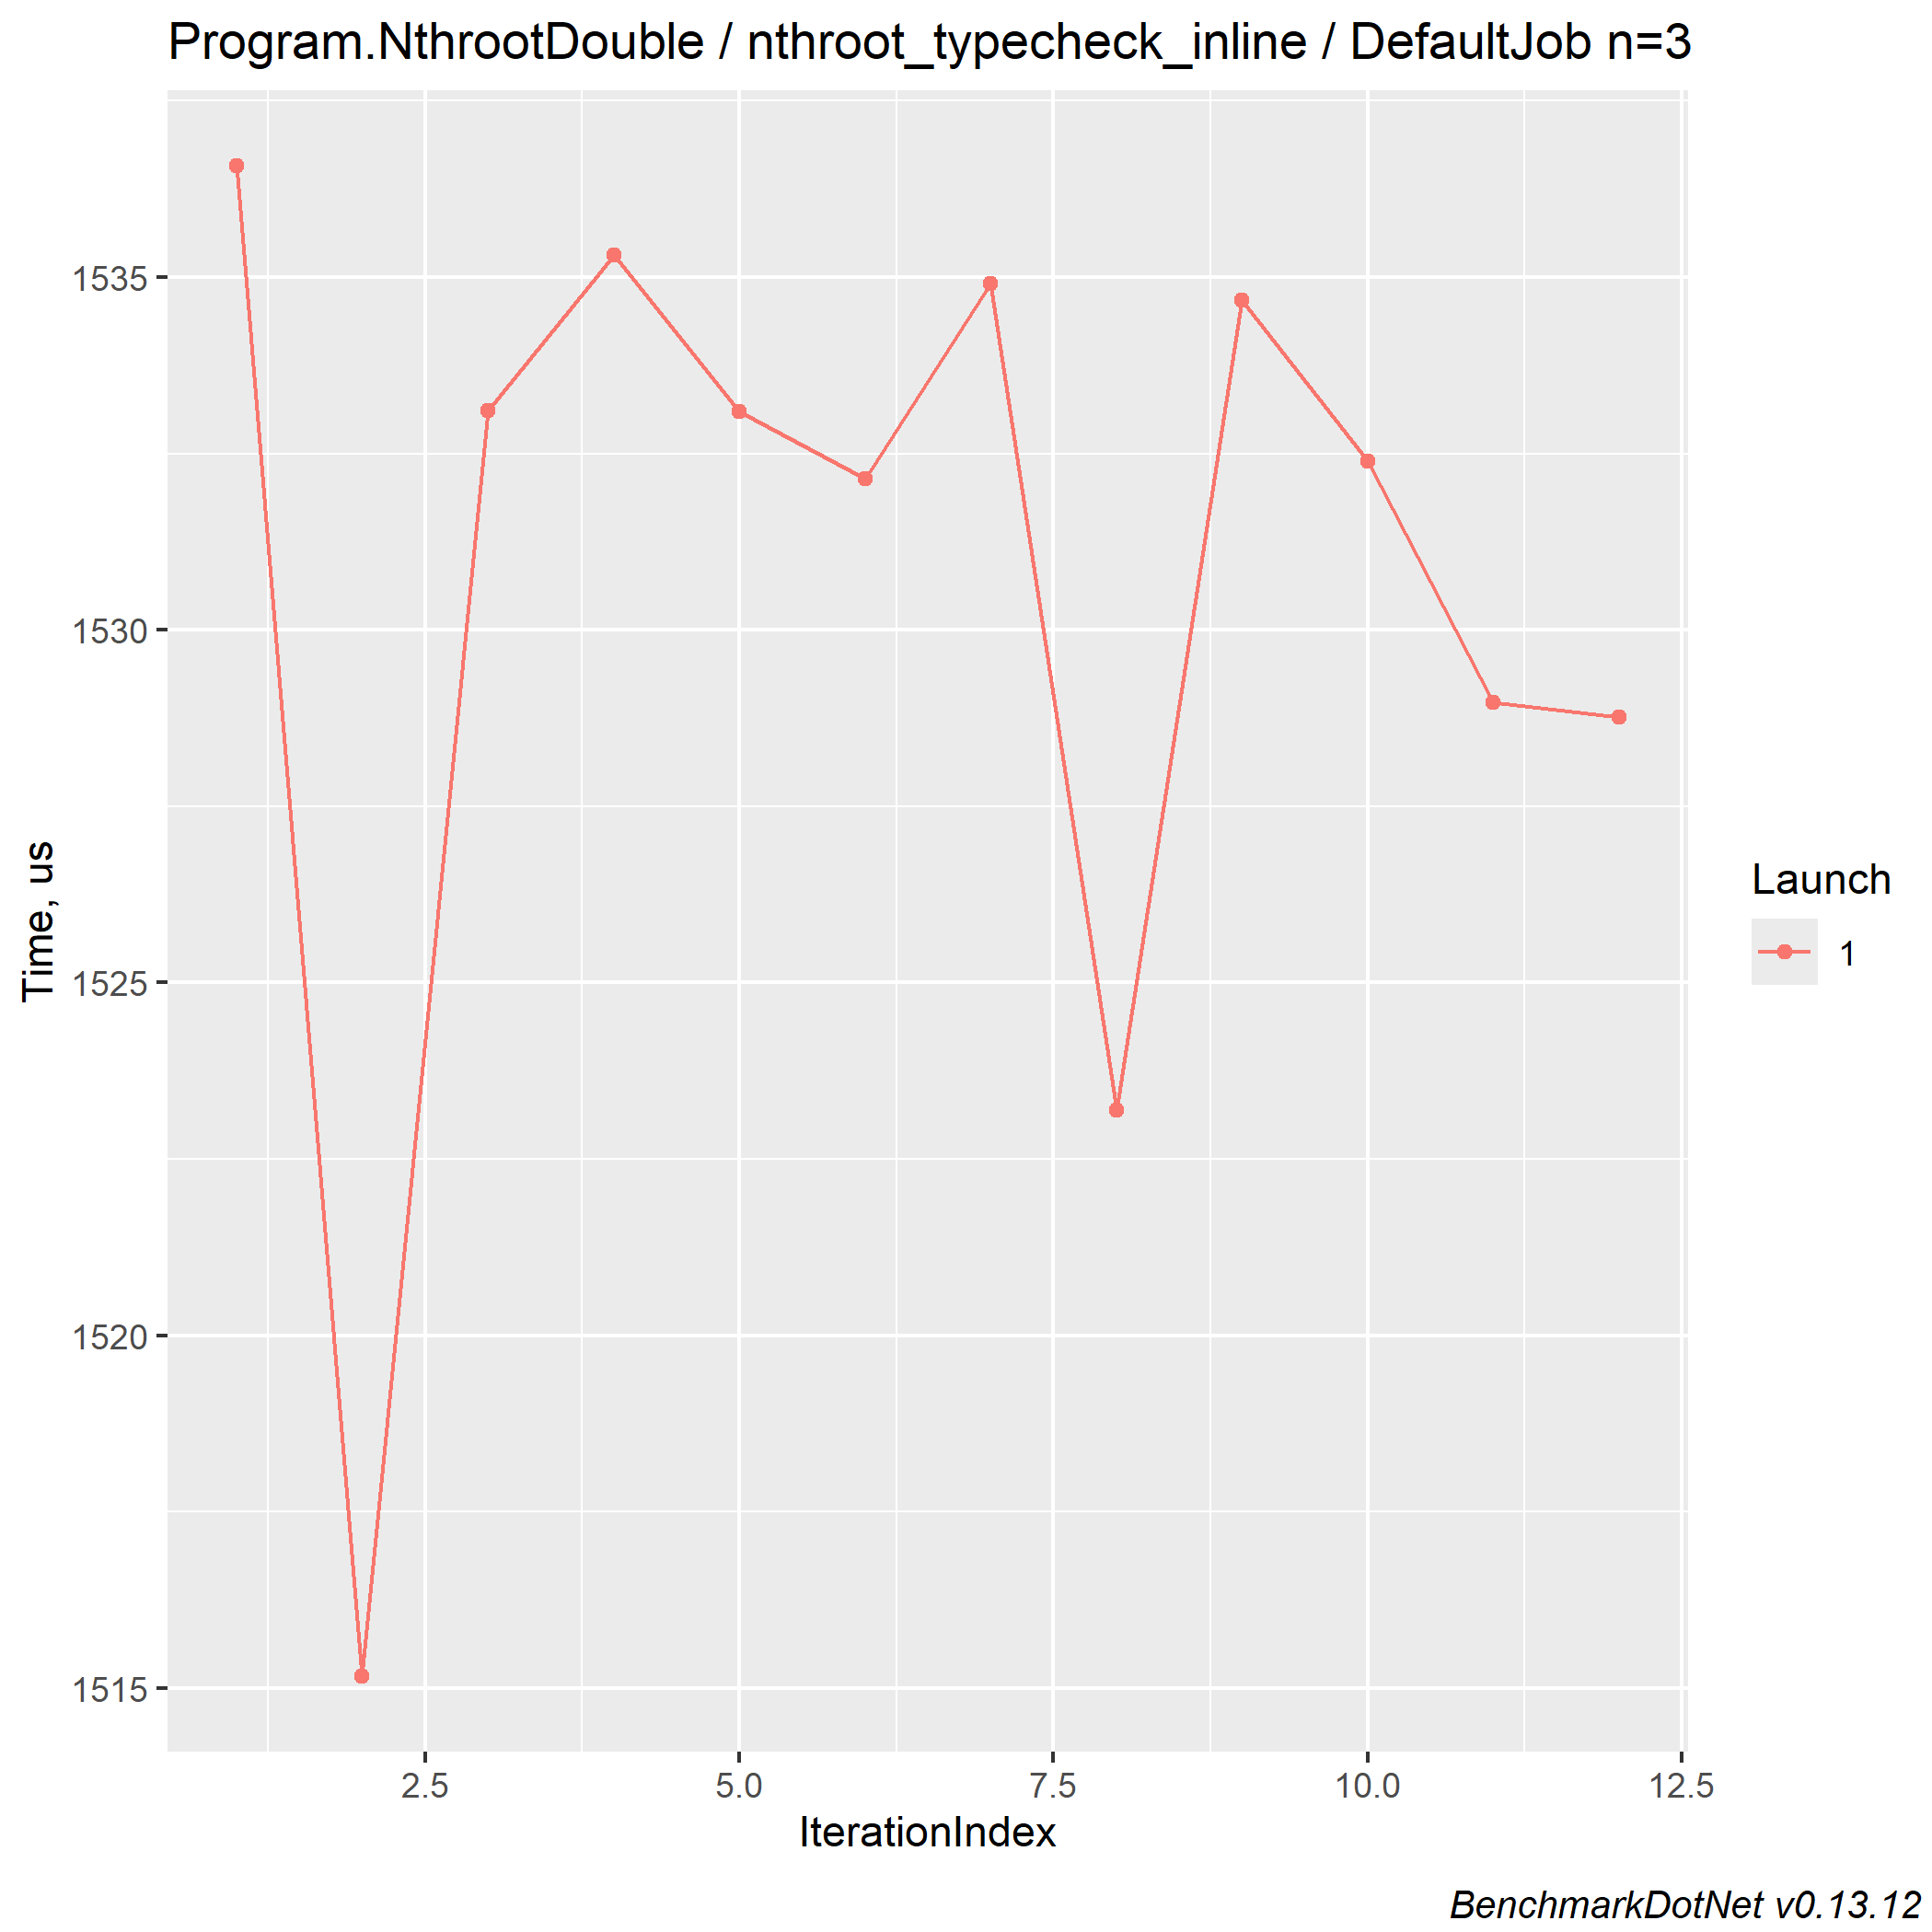 Program.NthrootDouble / nthroot_typecheck_inline / DefaultJob n=3
Time, us
1535
1530
1525
1520
1515
2.5 5.0 7.5 10.0 12.5
IterationIndex
Launch
1
BenchmarkDotNet v0.13.12